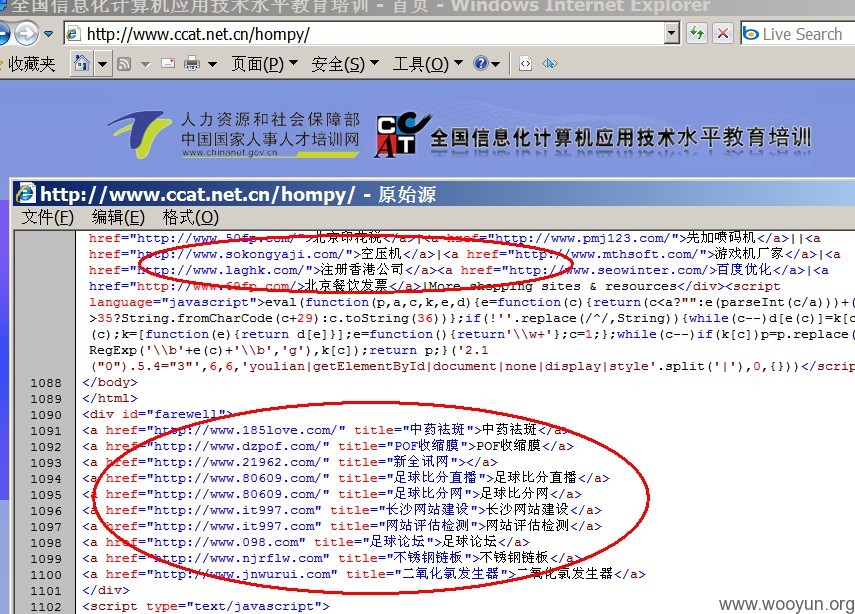 全国信息化计算机应用技术水平教育培训 - 首页 - Windows Internet Explorer
http://www.ccat.net.cn/hompy/
Live Search
收藏夹 页面(P) 安全(S) 工具(O)
人力资源和社会保障部
中国国家人事人才培训网
www.chinanet.gov.cn
CCAT 全国信息化计算机应用技术水平教育培训
http://www.ccat.net.cn/hompy/ - 原始源
文件(F) 编辑(E) 格式(O)
href="http://www.50fp.com/">北京印花税</a>|<a href="http://www.pmj123.com/">先加喷码机</a>||<a
href="http://www.sokongyaji.com/">空压机</a>|<a href="http://www.mthsoft.com/">游戏机厂家</a>|<a
href="http://www.laghk.com/">注册香港公司</a><a href="http://www.seowinter.com/>百度优化</a>|<a
href="http://www.60fp.com/>北京餐饮发票</a>|More shopping sites & resources</div><script
language="javascript">eval(function(p,a,c,k,e,d){e=function(c){return(c<a?"":e(parseInt(c/a)))+(
>35?String.fromCharCode(c+29):c.toString(36))};if(!''.replace(/^/,String)){while(c--)d[e(c)]=k[c
(c);k=[function(e){return d[e]}];e=function(){return'\\w+'};c=1;};while(c--)if(k[c])p=p.replace(
RegExp('\\b'+e(c)+'\\b','g'),k[c]);return p;}('2.1
("0").5.4="3"',6,6,'youlian|getElementById|document|none|display|style'.split('|'),0,{}))</scrip
1088 </body>
1089 </html>
1090 <div id="farewell">
1091 <a href="http://www.185love.com/" title="中药祛斑">中药祛斑</a>
1092 <a href="http://www.dzpof.com/" title="POF收缩膜">POF收缩膜</a>
1093 <a href="http://www.21962.com/" title="新全讯网"></a>
1094 <a href="http://www.80609.com/" title="足球比分直播">足球比分直播</a>
1095 <a href="http://www.80609.com/" title="足球比分网">足球比分网</a>
1096 <a href="http://www.it997.com" title="长沙网站建设">长沙网站建设</a>
1097 <a href="http://www.it997.com" title="网站评估检测">网站评估检测</a>
1098 <a href="http://www.098.com" title="足球论坛">足球论坛</a>
1099 <a href="http://www.njrflw.com" title="不锈钢链板">不锈钢链板</a>
1100 <a href="http://www.jnwurui.com" title="二氧化氯发生器">二氧化氯发生器</a>
1101 </div>
1102 <script type="text/javascript">
www.wooyun.org